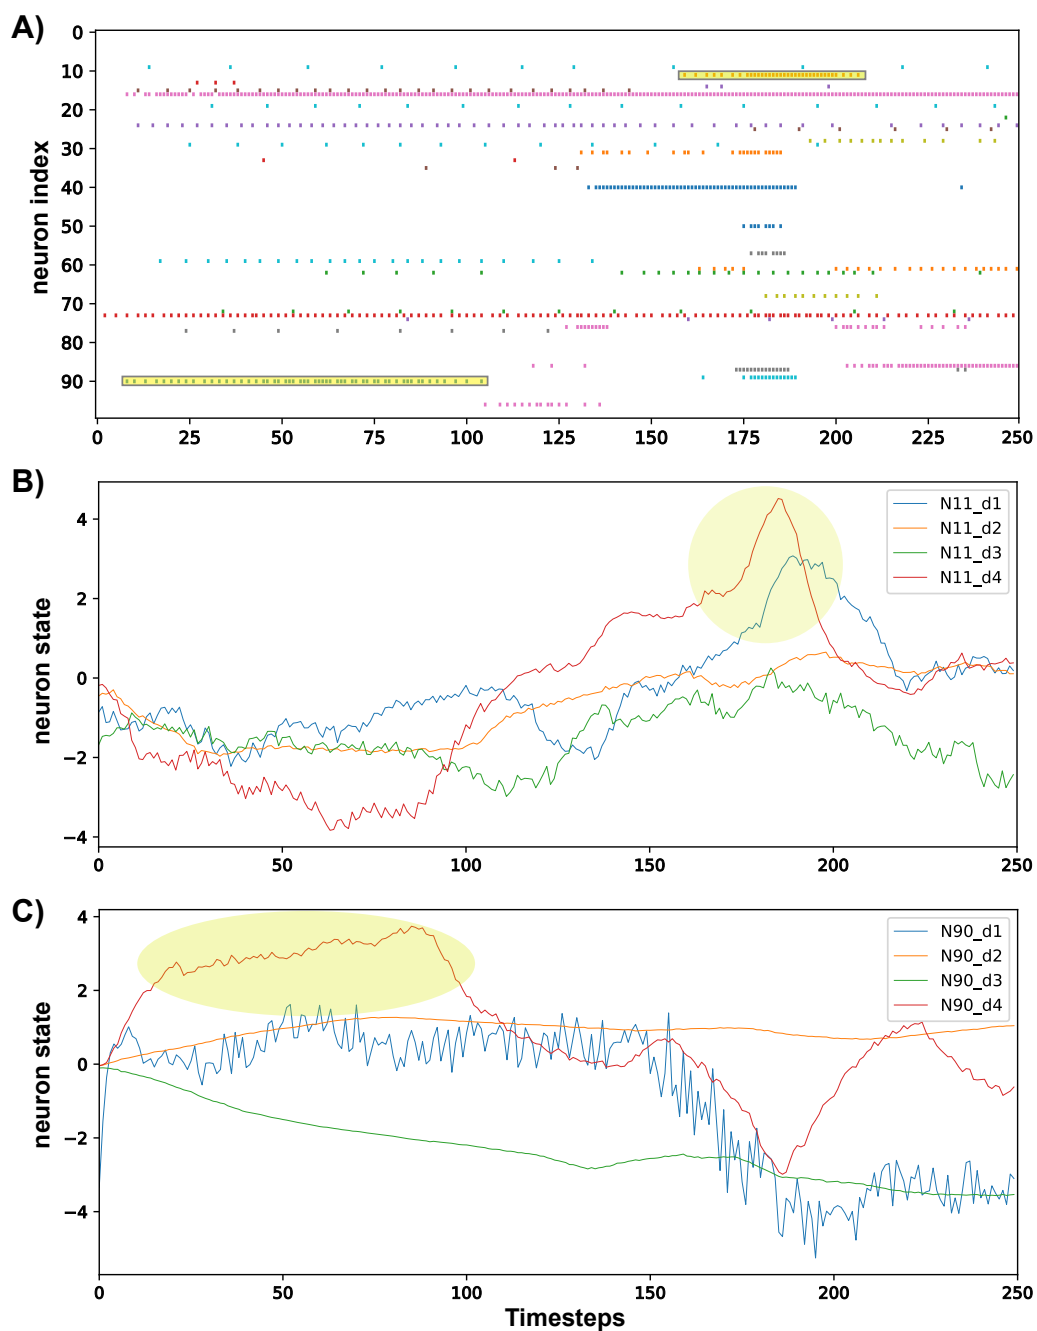 A)
0
10
20
30
40
50
60
70
80
90
neuron index
0 25 50 75 100 125 150 175 200 225 250
B)
4
2
0
−2
−4
neuron state
N11_d1
N11_d2
N11_d3
N11_d4
0 50 100 150 200 250
C)
4
2
0
−2
−4
neuron state
N90_d1
N90_d2
N90_d3
N90_d4
0 50 100 150 200 250
Timesteps